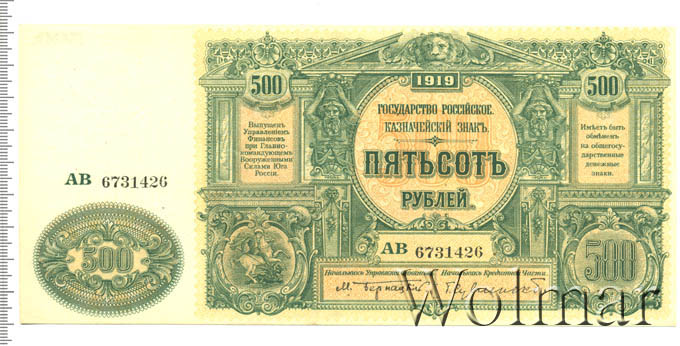 1919
500
500
ГОСУДАРСТВО РОССІЙСКОЕ.
КАЗНАЧЕЙСКІЙ ЗНАКЪ.
ПЯТЬСОТЪ
РУБЛЕЙ.
Выпущенъ
Управленіемъ
Финансовъ
при Главно-
командующемъ
Вооруженными
Силами Юга
Россіи.
Имѣетъ быть
обмѣненъ
на общегосу-
дарственные
денежные
знаки.
АВ 6731426
АВ 6731426
500
500
Начальникъ Управленія Финансовъ
Начальникъ Кредитной Части.
М. Бернацкій
Wolmar